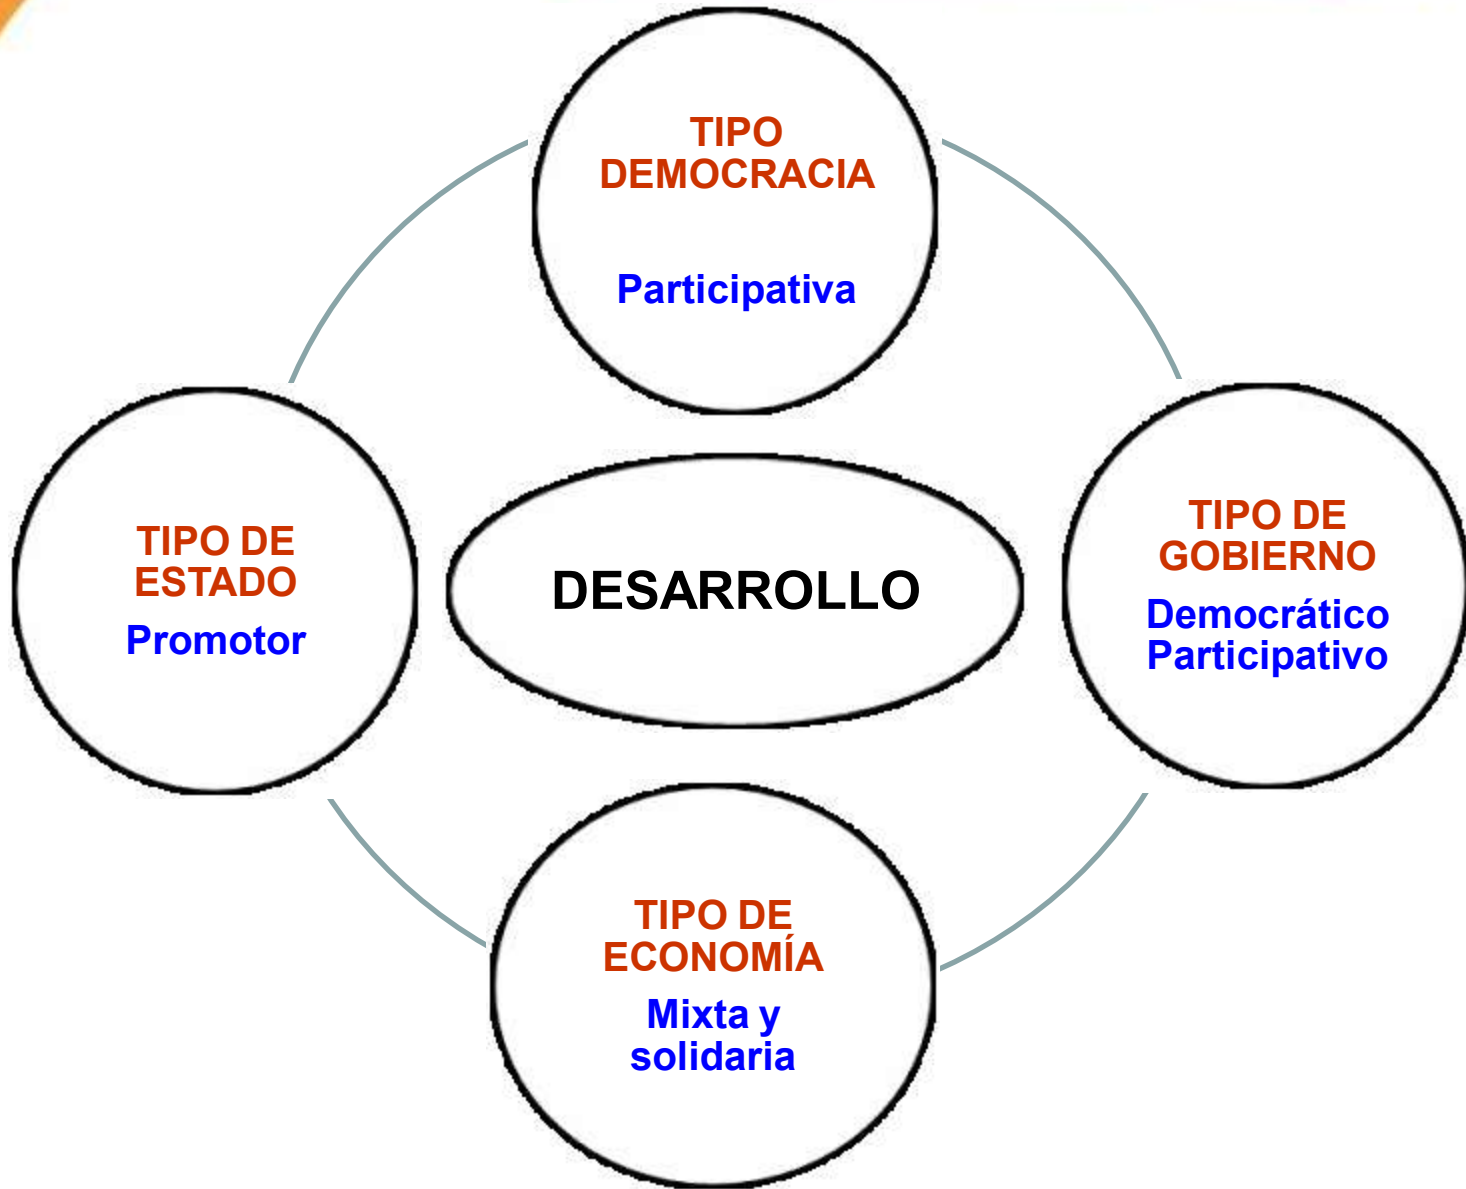 TIPO
DEMOCRACIA
Participativa
TIPO DE
ESTADO
Promotor
DESARROLLO
TIPO DE
GOBIERNO
Democrático
Participativo
TIPO DE
ECONOMÍA
Mixta y
solidaria